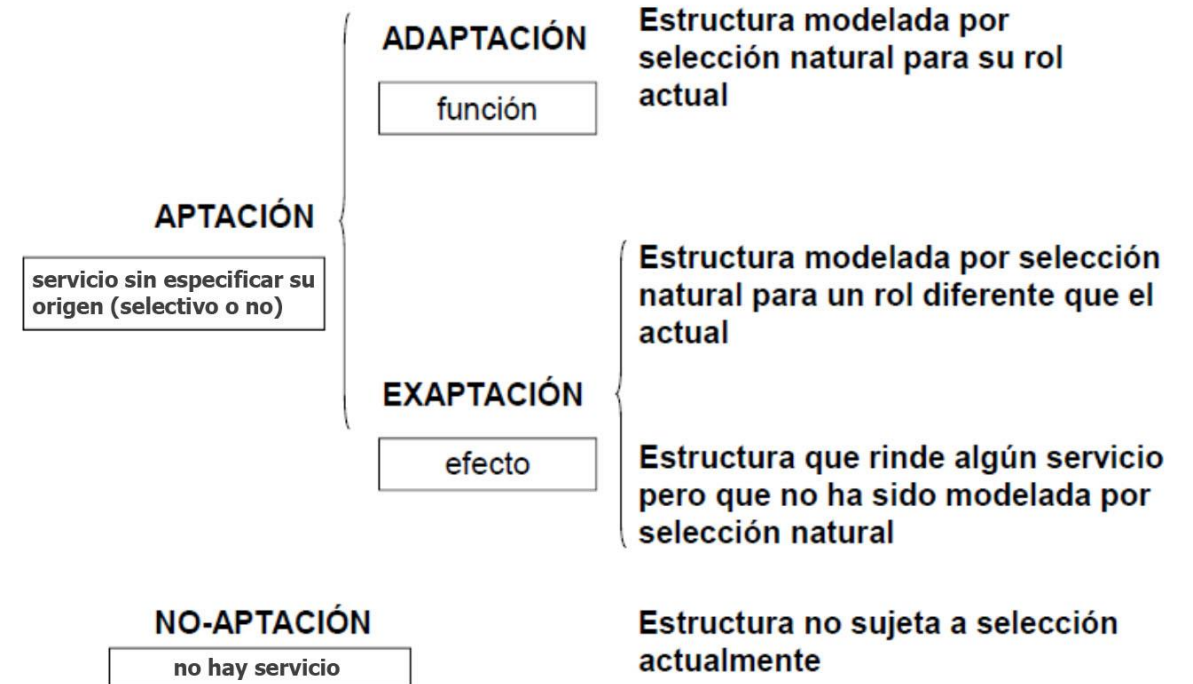 ADAPTACIÓN
función
Estructura modelada por
selección natural para su rol
actual
APTACIÓN
servicio sin especificar su
origen (selectivo o no)
Estructura modelada por selección
natural para un rol diferente que el
actual
EXAPTACIÓN
efecto
Estructura que rinde algún servicio
pero que no ha sido modelada por
selección natural
NO-APTACIÓN
no hay servicio
Estructura no sujeta a selección
actualmente